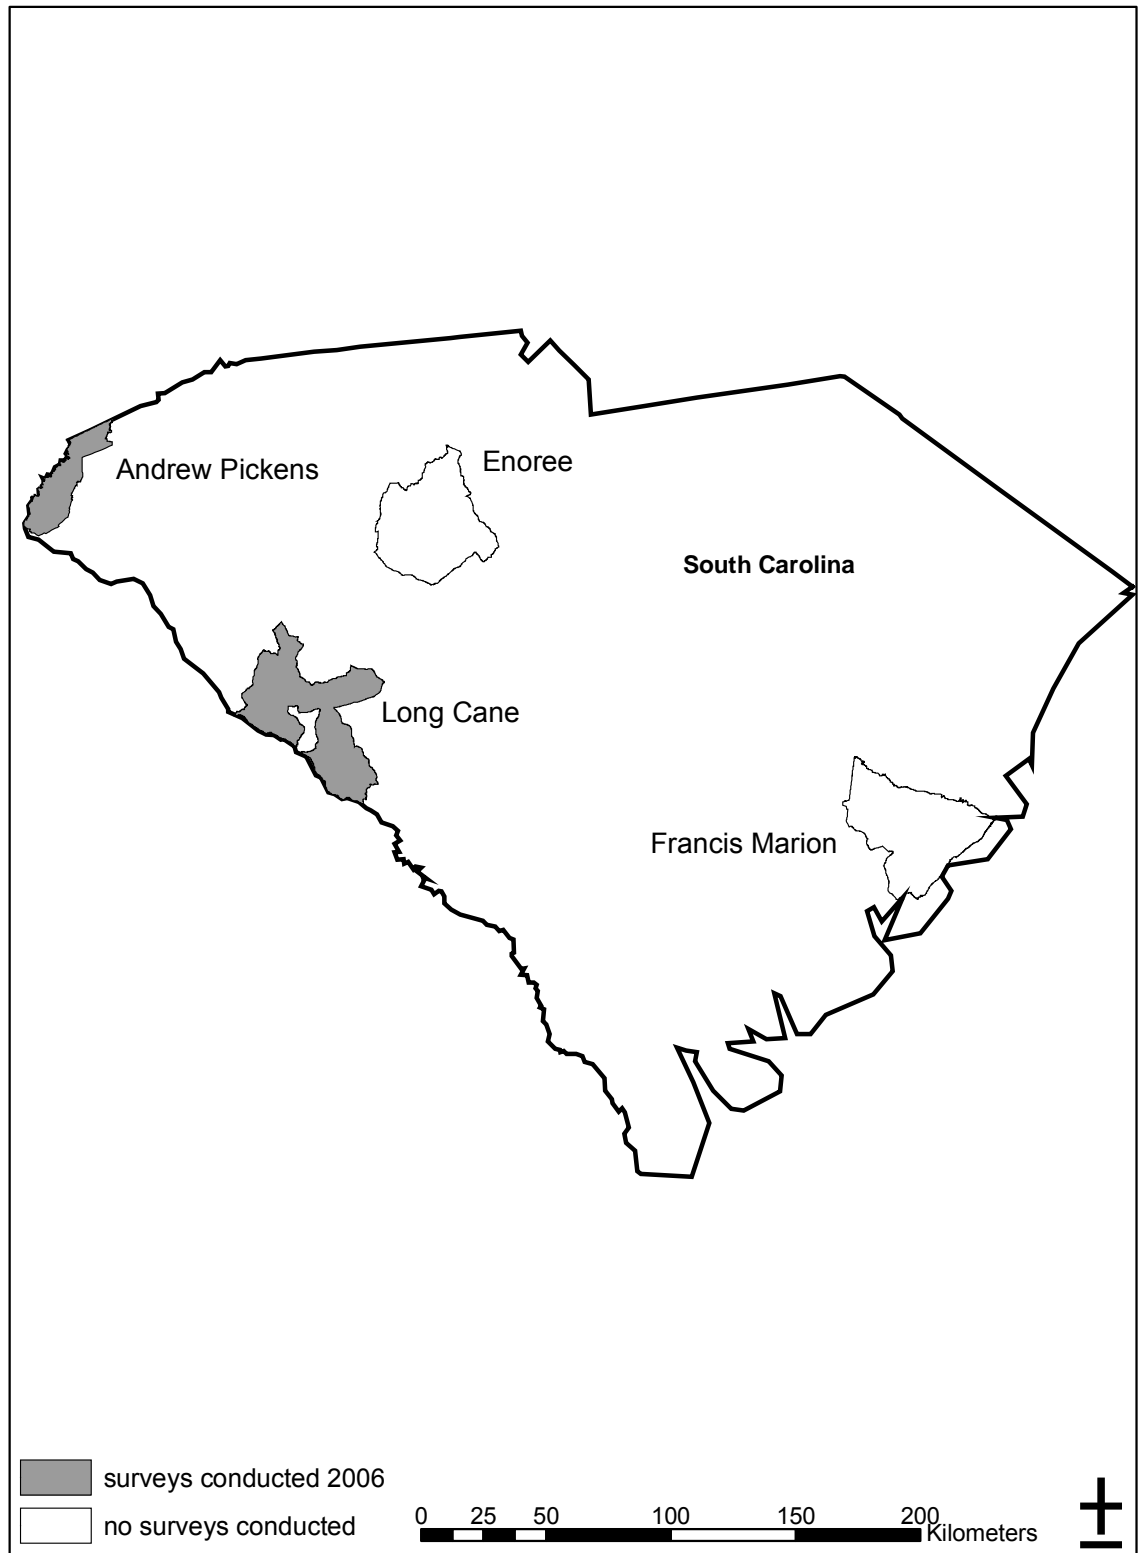 Andrew Pickens
Enoree
South Carolina
Long Cane
Francis Marion
surveys conducted 2006
no surveys conducted
0 25 50 100 150 200
Kilometers